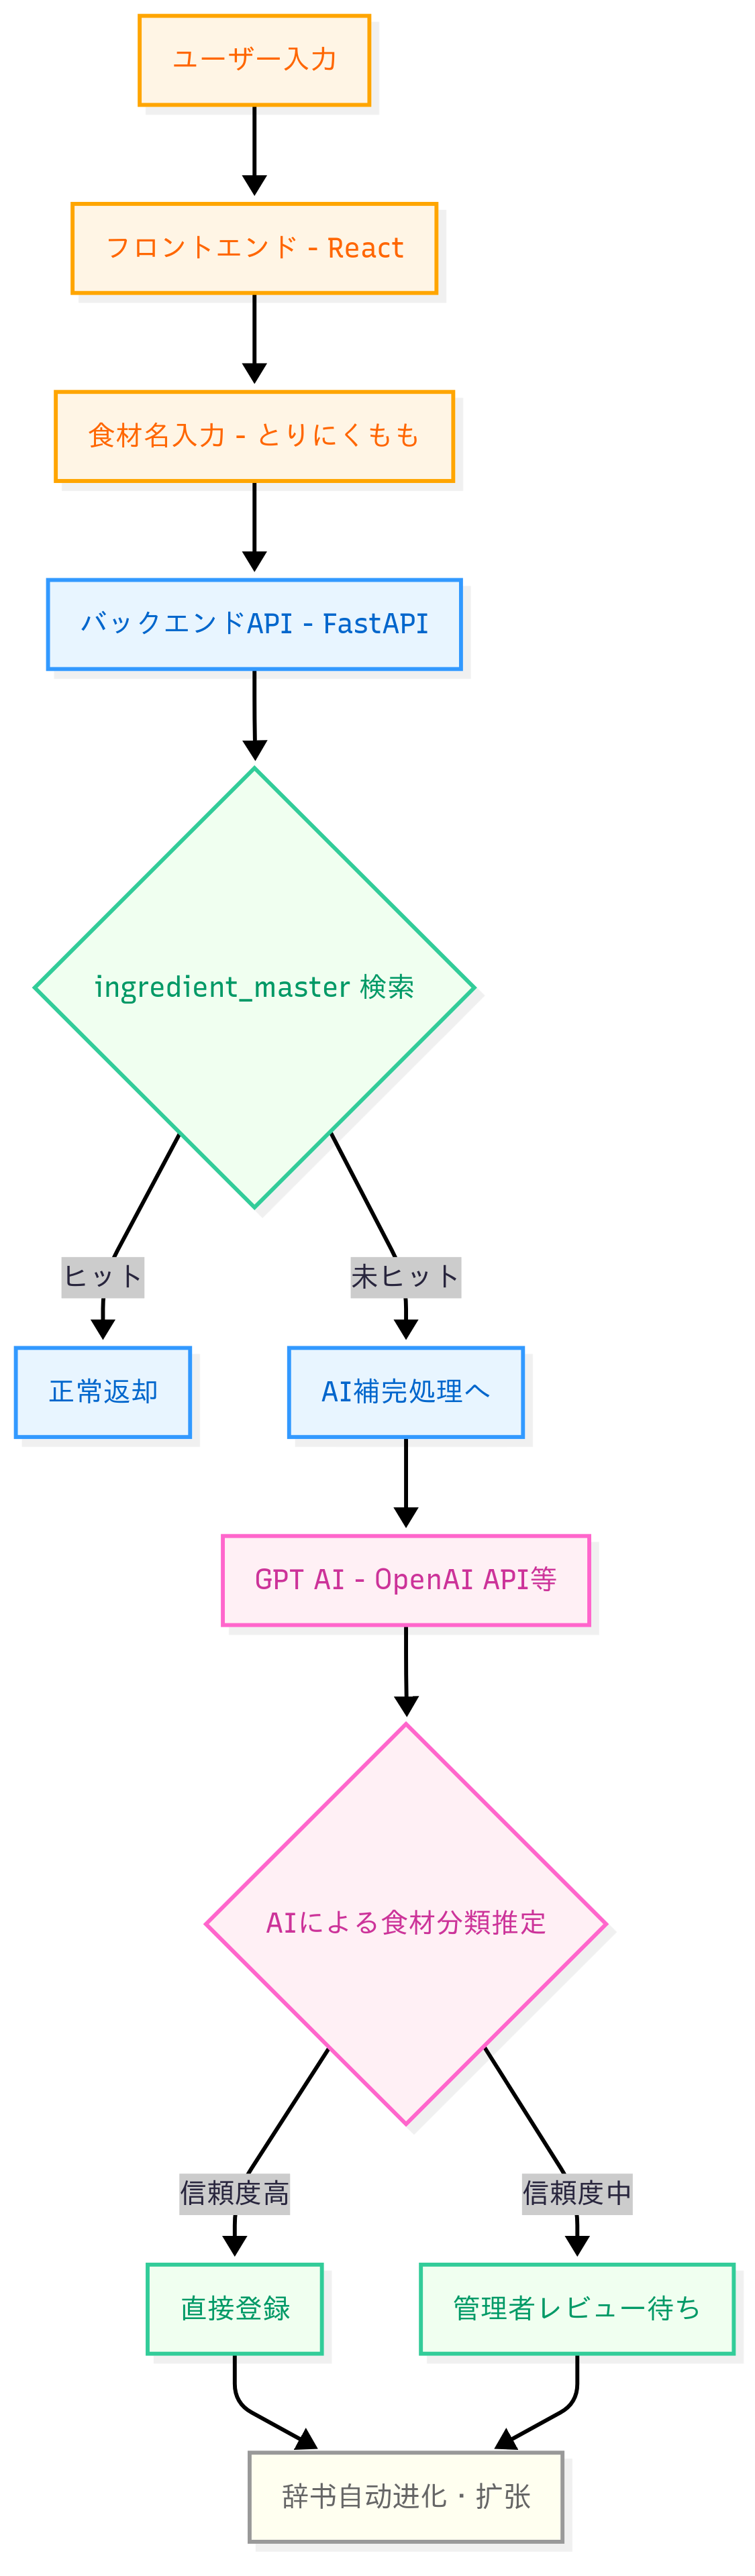 ユーザー入力
フロントエンド - React
食材名入力 - とりにくもも
バックエンドAPI - FastAPI
ingredient_master 検索
ヒット
未ヒット
正常返却
AI補完処理へ
GPT AI - OpenAI API等
AIによる食材分類推定
信頼度高
信頼度中
直接登録
管理者レビュー待ち
辞书自动进化・扩张